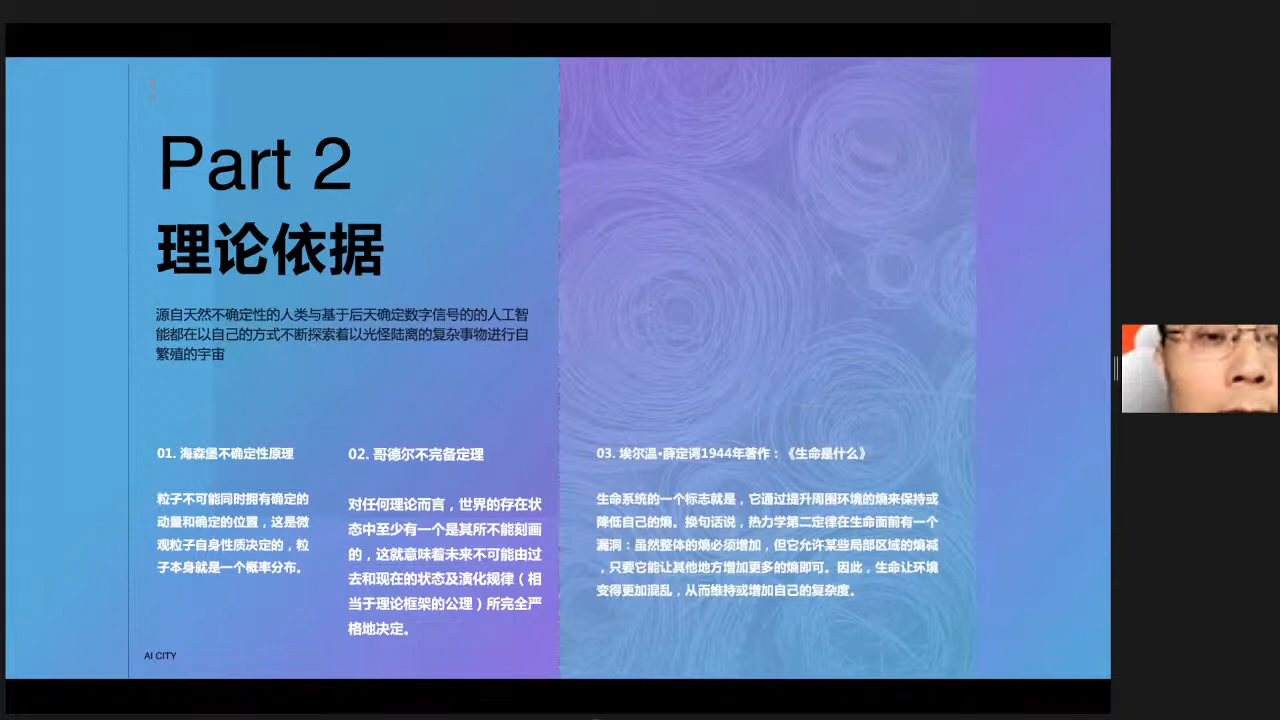 Part 2
理论依据
源自天然不确定性的人类与基于后天确定数字信号的的人工智
能都在以自己的方式不断探索着以光怪陆离的复杂事物进行自
繁殖的宇宙
01. 海森堡不确定性原理
粒子不可能同时拥有确定的
动量和确定的位置，这是微
观粒子自身性质决定的，粒
子本身就是一个概率分布。
02. 哥德尔不完备定理
对任何理论而言，世界的存在状
态中至少有一个是其所不能刻画
的，这就意味着未来不可能由过
去和现在的状态及演化规律（相
当于理论框架的公理）所完全严
格地决定。
03. 埃尔温·薛定谔1944年著作：《生命是什么》
生命系统的一个标志就是，它通过提升周围环境的熵来保持或
降低自己的熵。换句话说，热力学第二定律在生命面前有一个
漏洞：虽然整体的熵必须增加，但它允许某些局部区域的熵减
，只要它能让其他地方增加更多的熵即可。因此，生命让环境
变得更加混乱，从而维持或增加自己的复杂度。
AI CITY